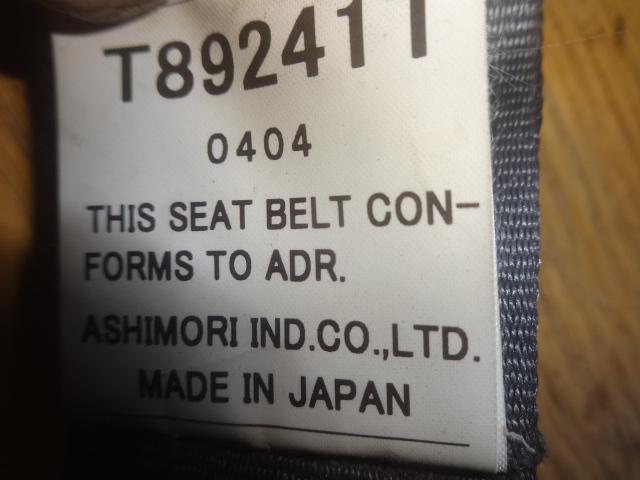 T892411
0404
THIS SEAT BELT CON-
FORMS TO ADR.
ASHIMORI IND.CO.,LTD.
MADE IN JAPAN